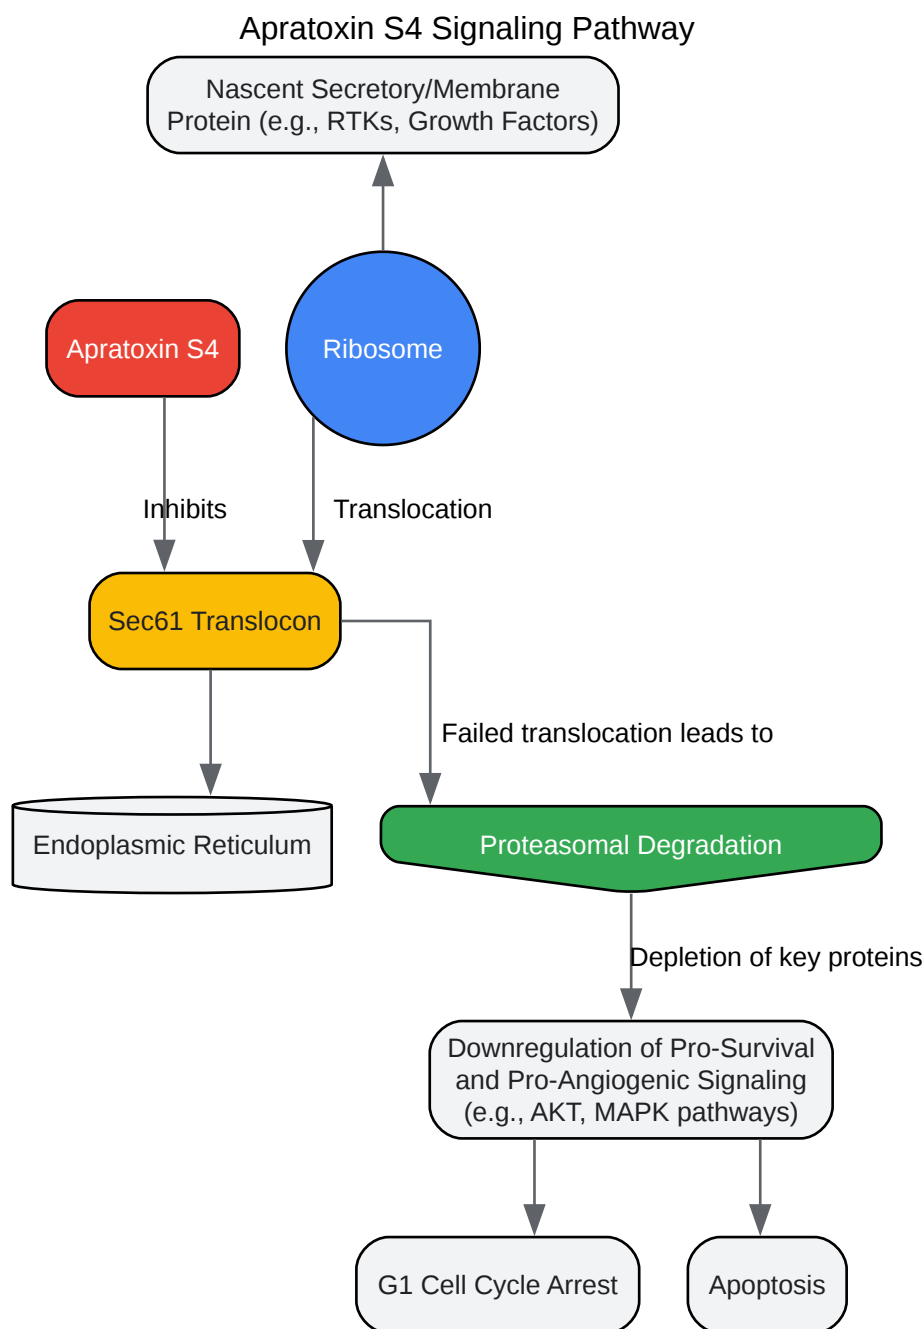 Apratoxin S4 Signaling Pathway
Nascent Secretory/Membrane
Protein (e.g., RTKs, Growth Factors)
Apratoxin S4
Ribosome
Inhibits
Translocation
Sec61 Translocon
Failed translocation leads to
Endoplasmic Reticulum
Proteasomal Degradation
Depletion of key proteins
Downregulation of Pro-Survival
and Pro-Angiogenic Signaling
(e.g., AKT, MAPK pathways)
G1 Cell Cycle Arrest
Apoptosis